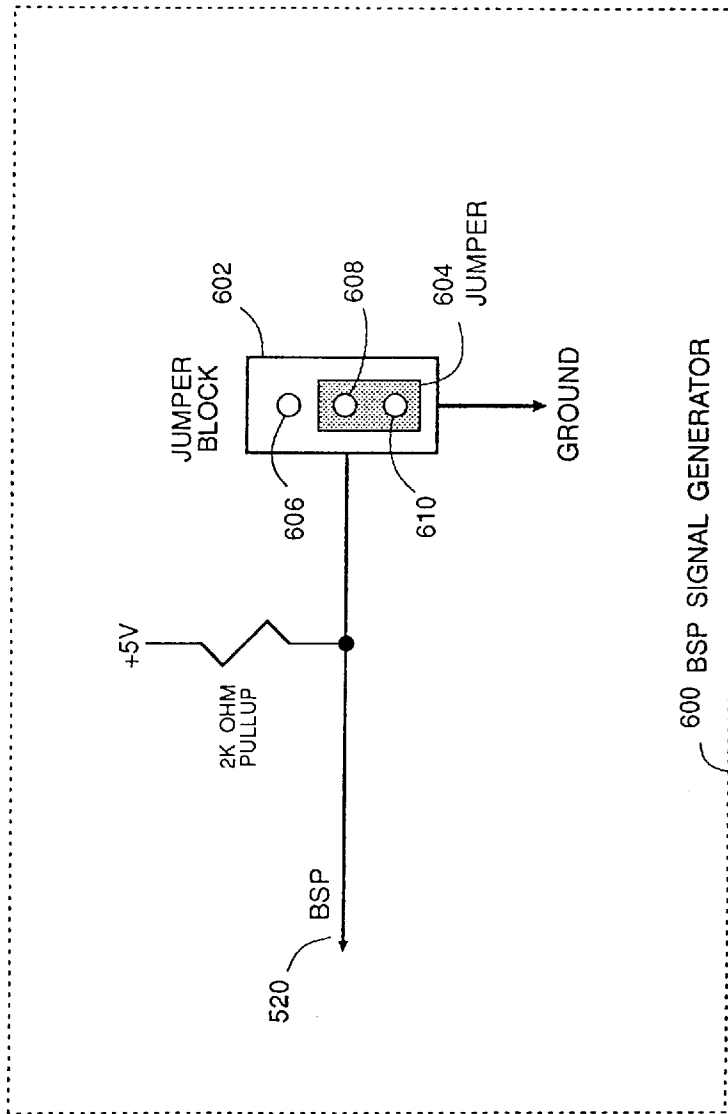 +5V
2K OHM
PULLUP
JUMPER
BLOCK
602
606
608
610
604
JUMPER
520
BSP
GROUND
600 BSP SIGNAL GENERATOR